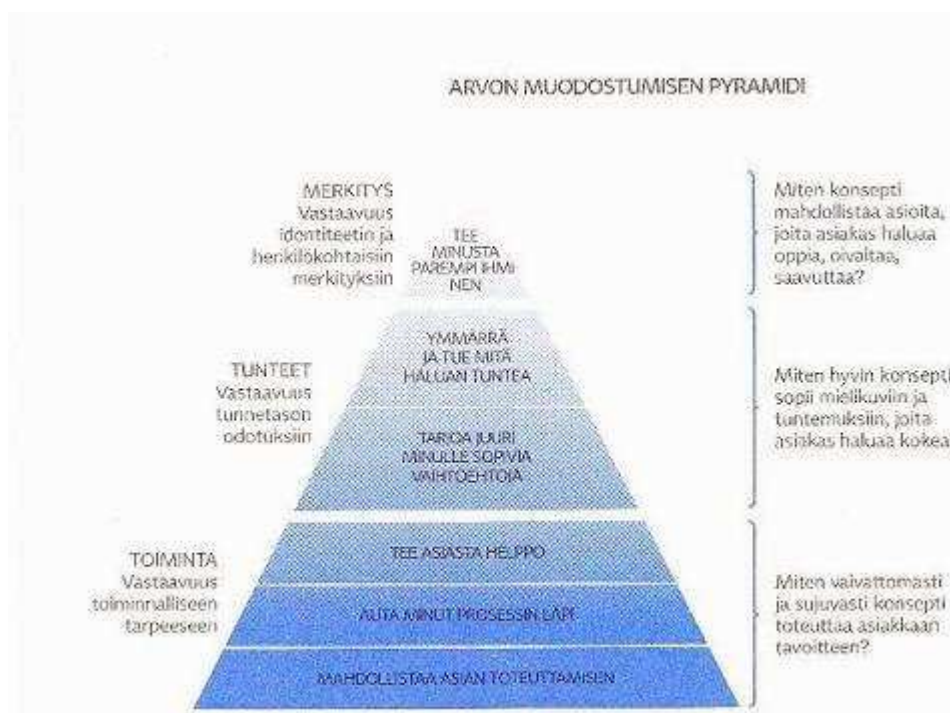 ARVON MUODOSTUMISEN PYRAMIDI
MERKITYS
Vastaavuus
identiteetin ja
henkilökohtaisiin
merkityksiin
TEE
MINUSTA
PAREMPI IHMI
NEN
Miten konsepti
mahdollistaa asioita,
joita asiakas haluaa
oppia, oivaltaa,
saavuttaa?
TUNTEET
Vastaavuus
tunnetason
odotuksiin
YMMÄRRÄ
JA TUE MITÄ
HALUAN TUNTEA
TARJOA JUURI
MINULLE SOPIVIA
VAIHTOEHTOJA
Miten hyvin konsepti
sopii mielikuviin ja
tuntemuksiin, joita
asiakas haluaa kokea
TOIMINTA
Vastaavuus
toiminnalliseen
tarpeeseen
TEE ASIASTA HELPPO
AUTA MINUT PROSESSIN LÄPI
MAHDOLLISTAA ASIAN TOTEUTTAMISEN
Miten vaivattomasti
ja sujuvasti konsepti
toteuttaa asiakkaan
tavoitteen?